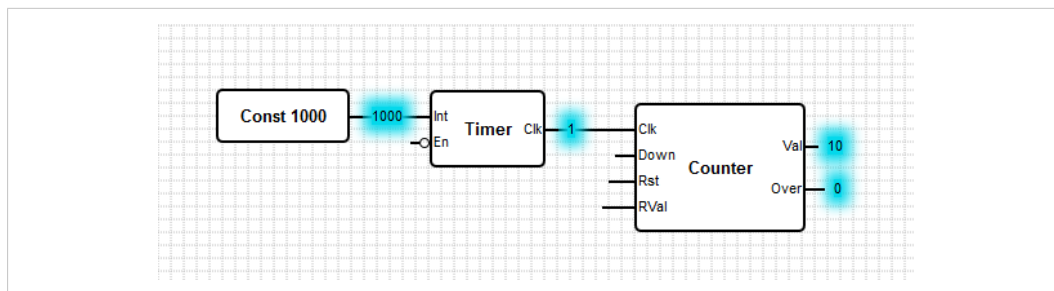 Const 1000
1000
Int
En
Timer
Clk
1
Clk
Down
Rst
RVal
Counter
Val
Over
10
0